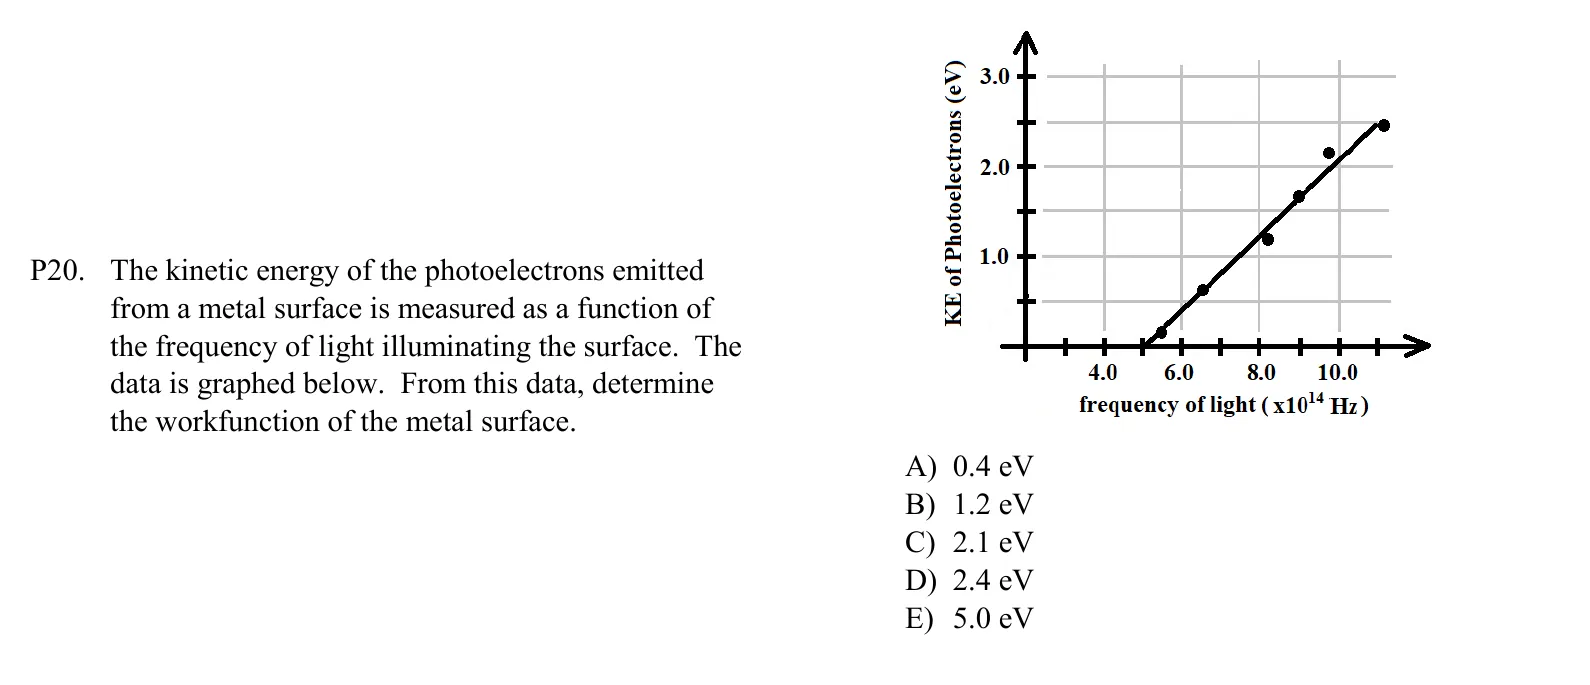 P20. The kinetic energy of the photoelectrons emitted
from a metal surface is measured as a function of
the frequency of light illuminating the surface. The
data is graphed below. From this data, determine
the workfunction of the metal surface.
KE of Photoelectrons (eV)
3.0
2.0
1.0
4.0 6.0 8.0 10.0
frequency of light ( x10¹⁴ Hz )
A) 0.4 eV
B) 1.2 eV
C) 2.1 eV
D) 2.4 eV
E) 5.0 eV